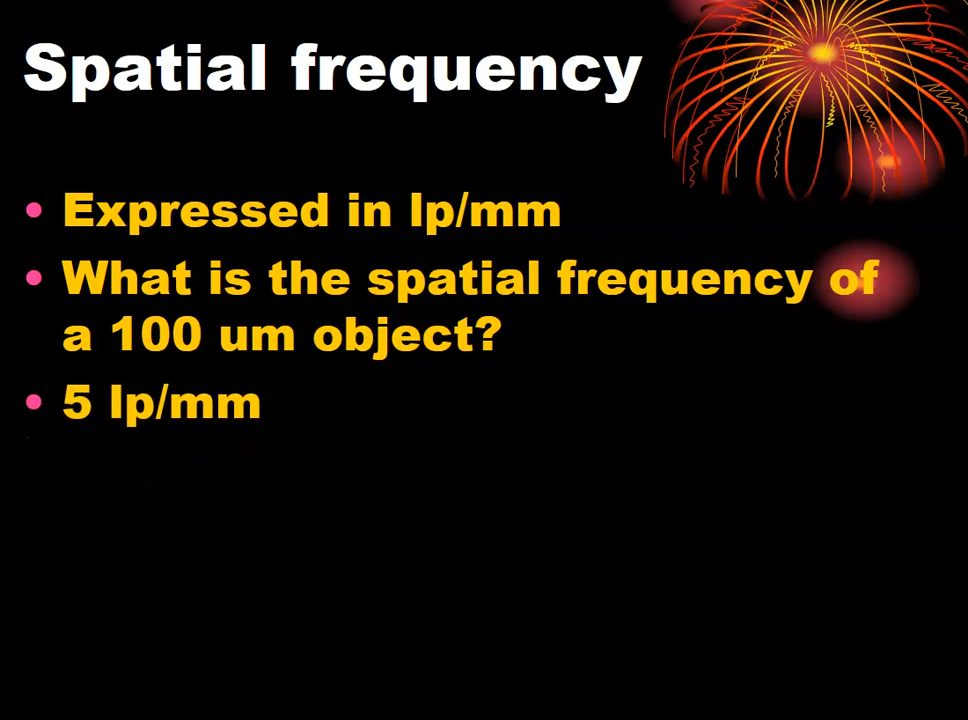 Spatial frequency
• Expressed in lp/mm
• What is the spatial frequency of
a 100 um object?
• 5 lp/mm